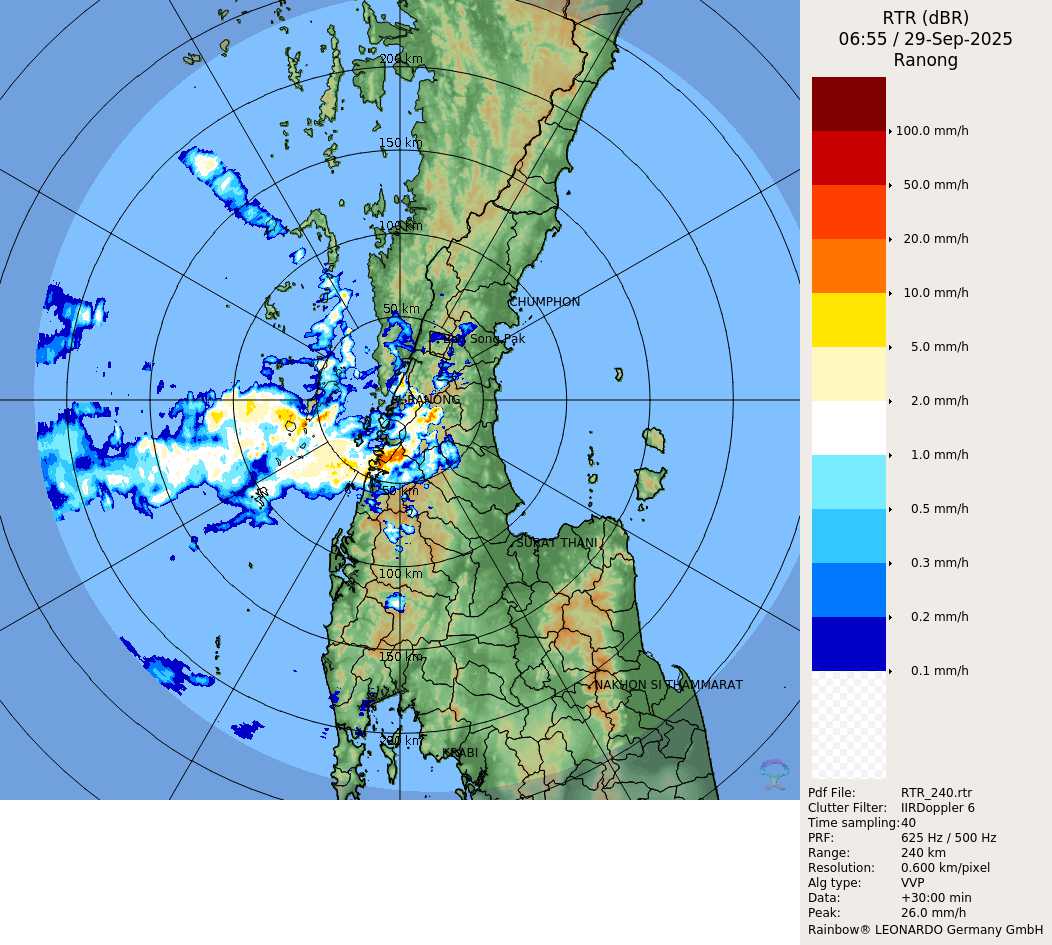 RTR (dBR)
06:55 / 29-Sep-2025
Ranong
200 km
150 km
100 km
50 km
CHUMPHON
Song Pak
RANONG
50 km
SURAT THANI
100 km
150 km
NAKHON SI THAMMARAT
200 km
KRABI
100.0 mm/h
50.0 mm/h
20.0 mm/h
10.0 mm/h
5.0 mm/h
2.0 mm/h
1.0 mm/h
0.5 mm/h
0.3 mm/h
0.2 mm/h
0.1 mm/h
Pdf File: RTR_240.rtr
Clutter Filter: IIRDoppler 6
Time sampling:40
PRF: 625 Hz / 500 Hz
Range: 240 km
Resolution: 0.600 km/pixel
Alg type: VVP
Data: +30:00 min
Peak: 26.0 mm/h
Rainbow® LEONARDO Germany GmbH